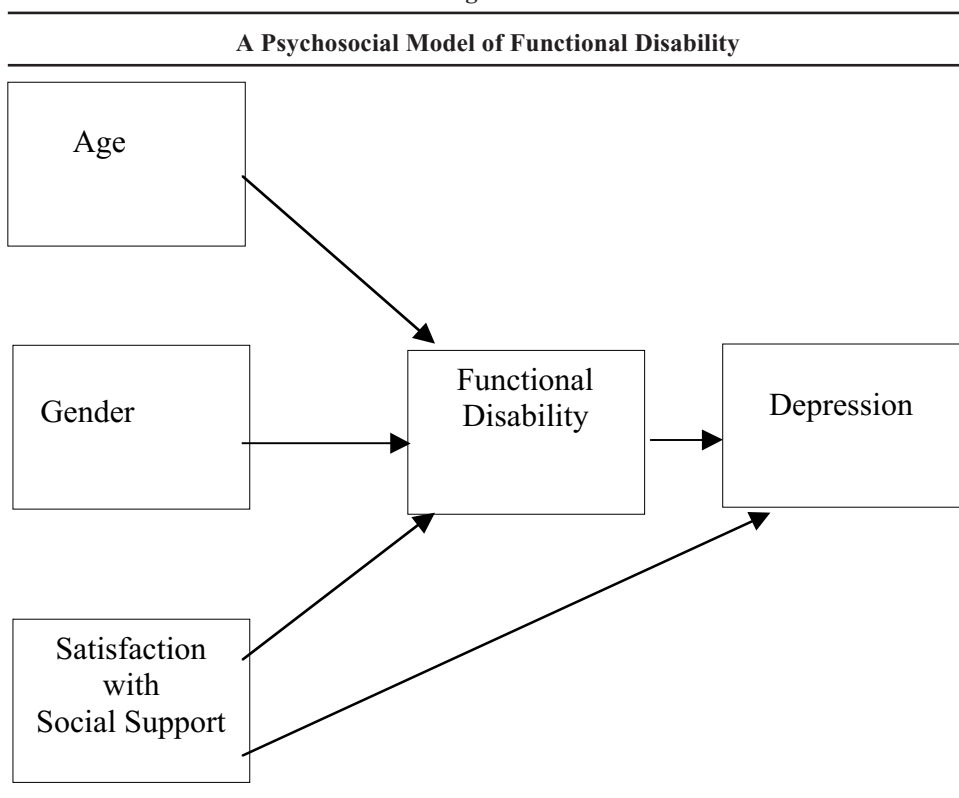 A Psychosocial Model of Functional Disability
Age
Gender
Functional
Disability
Depression
Satisfaction
with
Social Support